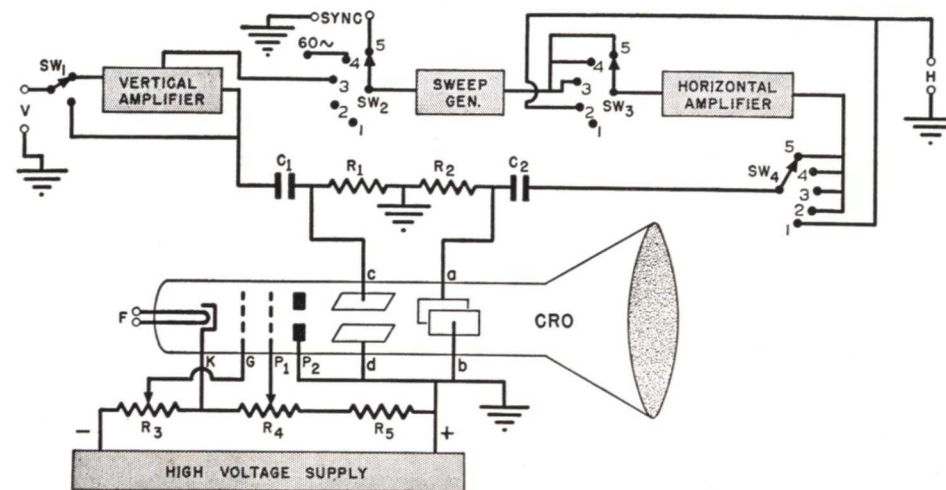 SYNC
60~
5
4
3
2
1
SW2
SW1
V
VERTICAL
AMPLIFIER
SWEEP
GEN.
5
4
3
2
1
SW3
HORIZONTAL
AMPLIFIER
H
C1
R1
R2
C2
SW4
5
4
3
2
1
c
a
F
CRO
K
G
P1
P2
d
b
R3
R4
R5
-
+
HIGH VOLTAGE SUPPLY